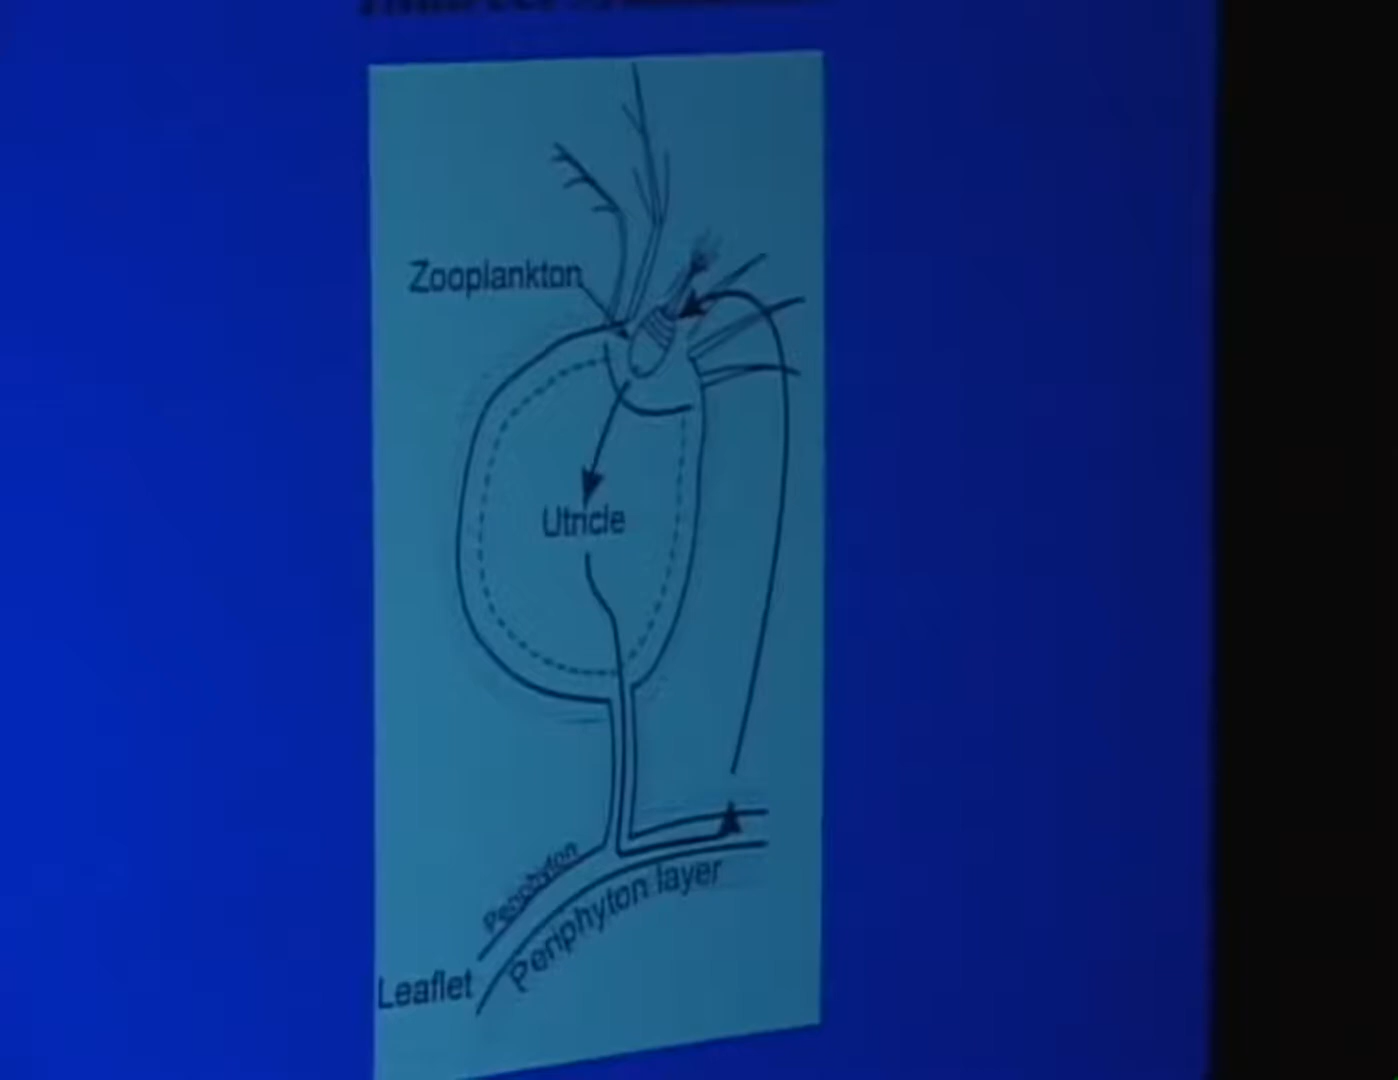 Zooplankton
Utricle
Periphyton
Periphyton layer
Leaflet